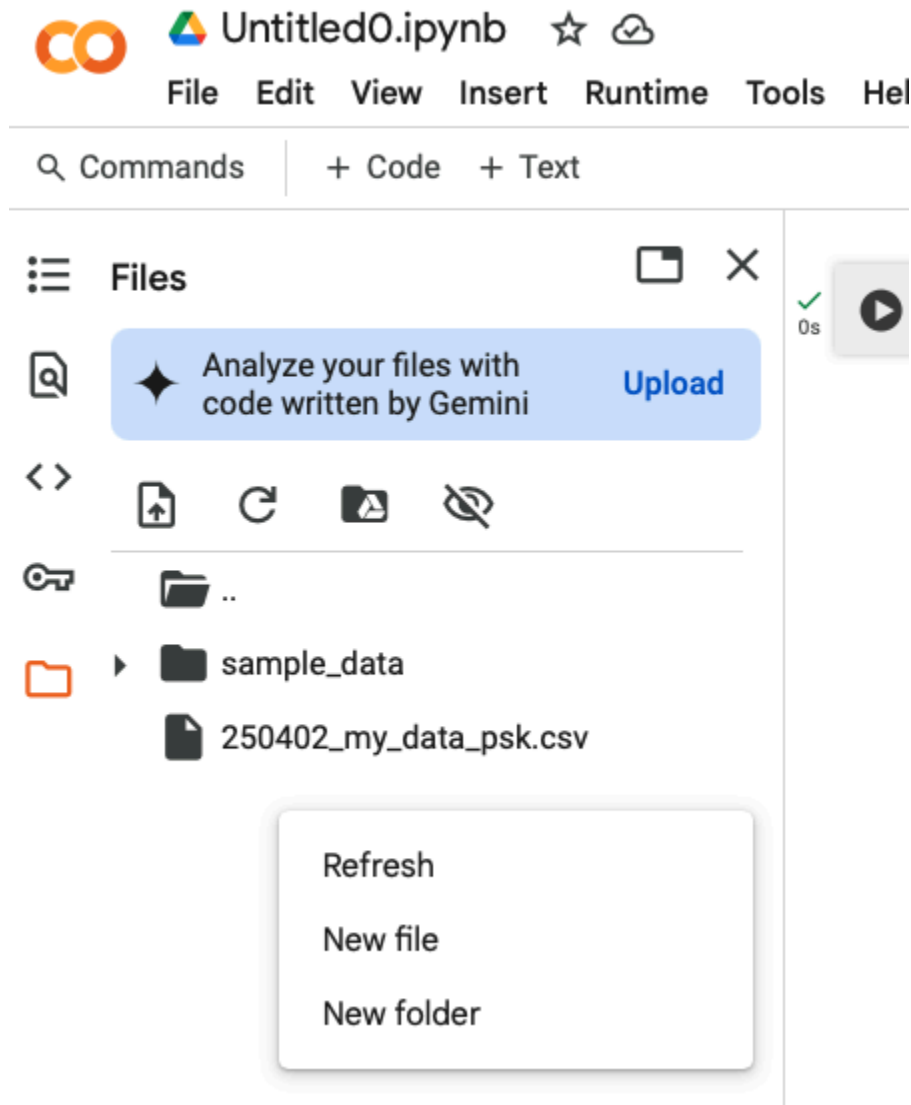 Untitled0.ipynb
File Edit View Insert Runtime Tools Hel
Commands + Code + Text
Files
Analyze your files with
code written by Gemini
Upload
0s
..
sample_data
250402_my_data_psk.csv
Refresh
New file
New folder